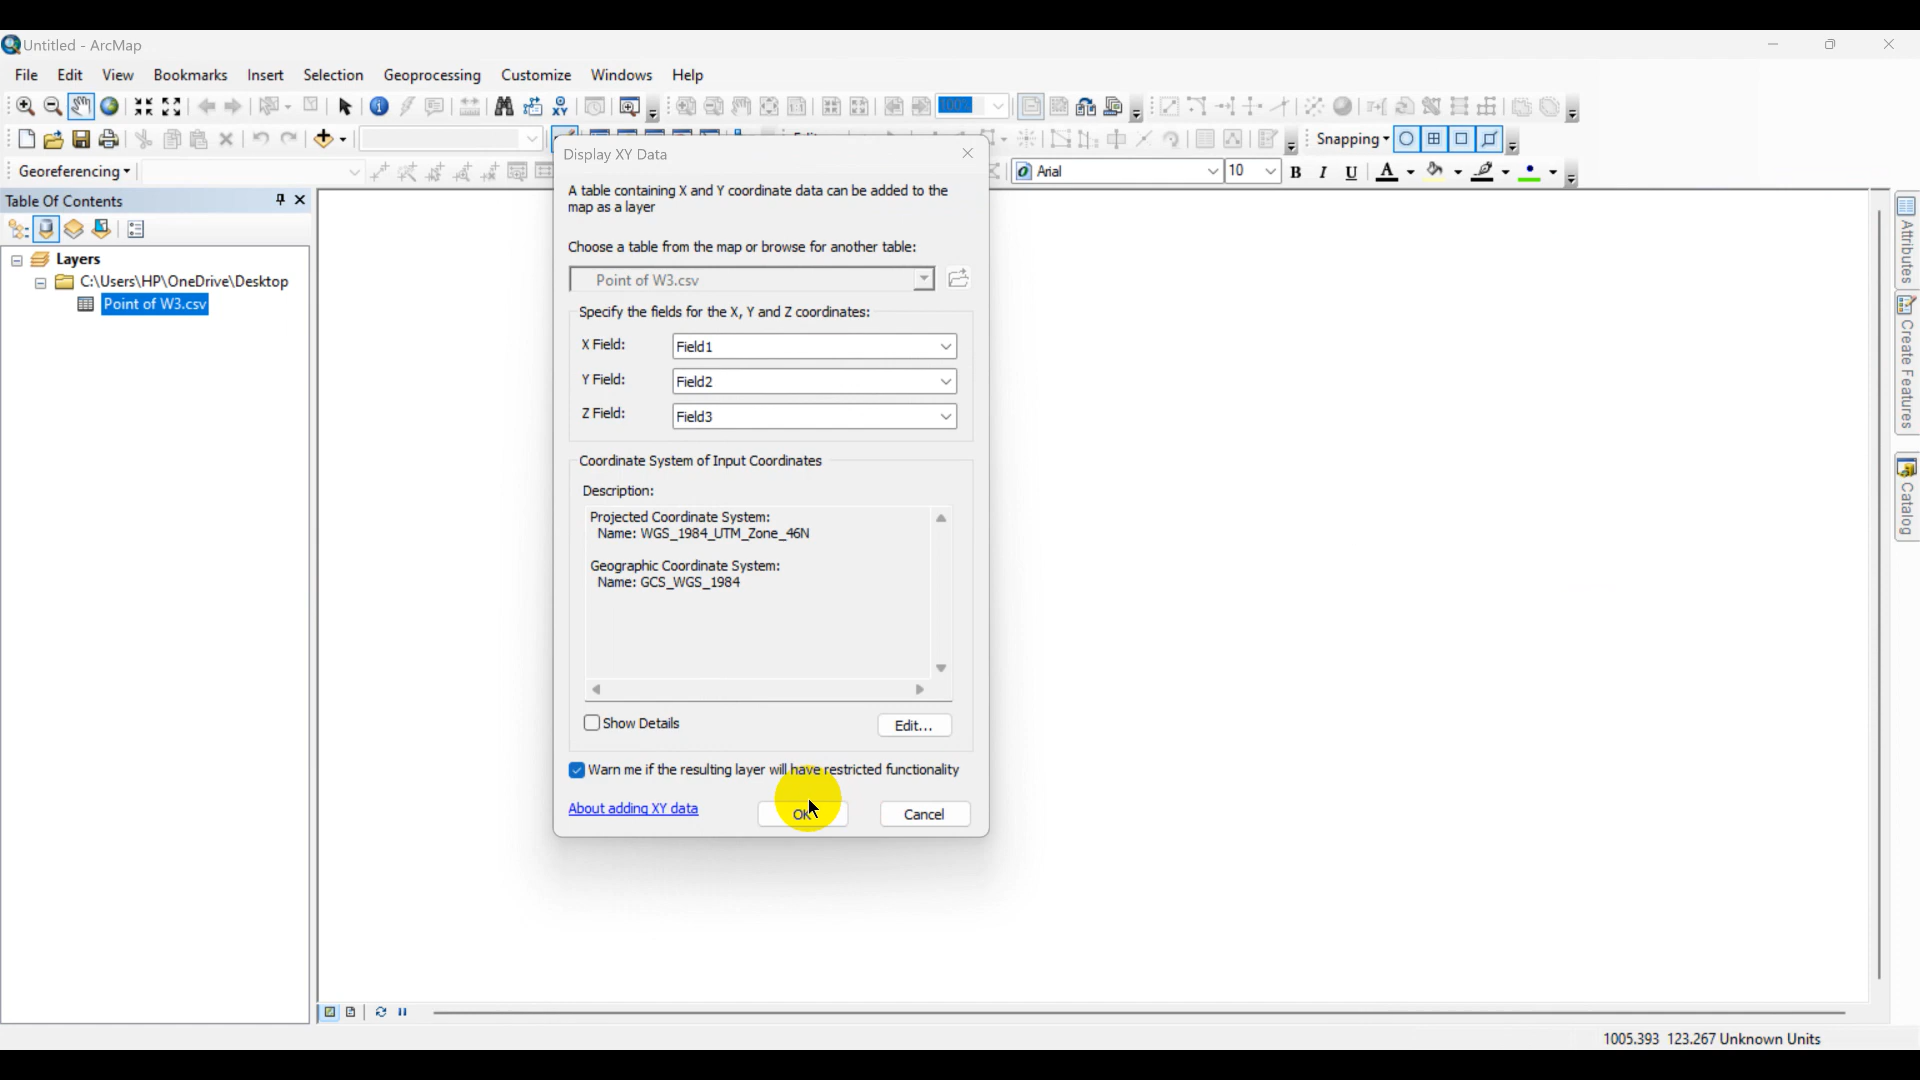 Untitled - ArcMap
File Edit View Bookmarks Insert Selection Geoprocessing Customize Windows Help
100%
Snapping
Georeferencing
Arial 10 B I U A
Table Of Contents
Layers
C:\Users\HP\OneDrive\Desktop
Point of W3.csv
Display XY Data
A table containing X and Y coordinate data can be added to the
map as a layer
Choose a table from the map or browse for another table:
Point of W3.csv
Specify the fields for the X, Y and Z coordinates:
X Field: Field1
Y Field: Field2
Z Field: Field3
Coordinate System of Input Coordinates
Description:
Projected Coordinate System:
Name: WGS_1984_UTM_Zone_46N
Geographic Coordinate System:
Name: GCS_WGS_1984
Show Details Edit...
Warn me if the resulting layer will have restricted functionality
About adding XY data OK Cancel
Attributes
Create Features
Catalog
1005.393 123.267 Unknown Units